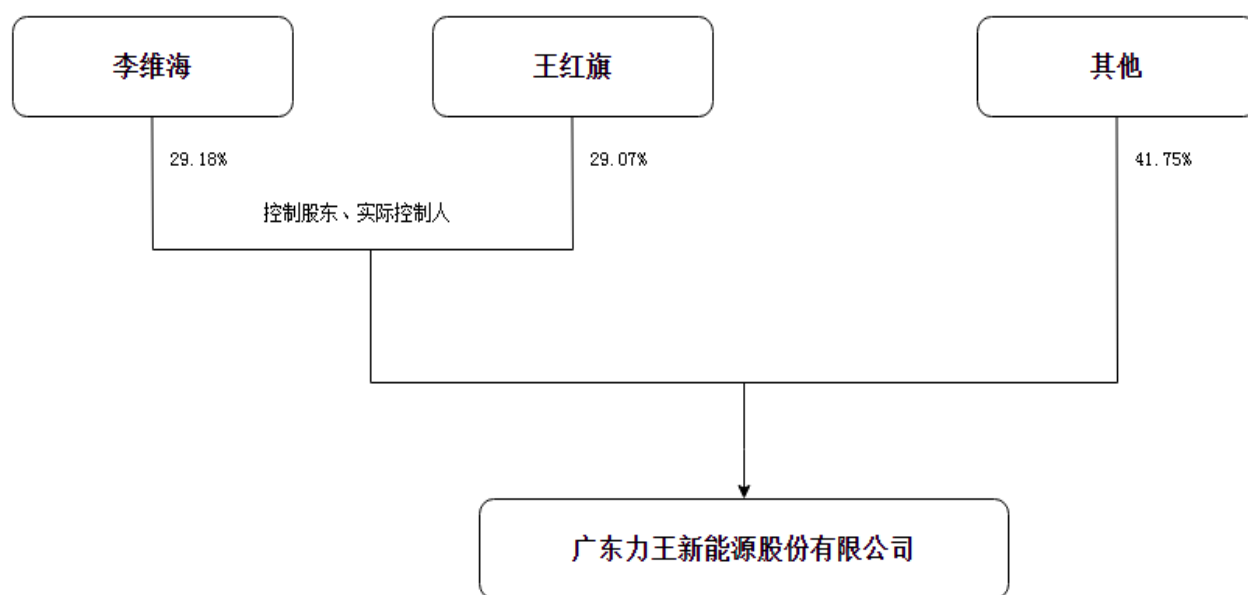 李维海
王红旗
其他
29.18%
29.07%
41.75%
控制股东、实际控制人
广东力王新能源股份有限公司